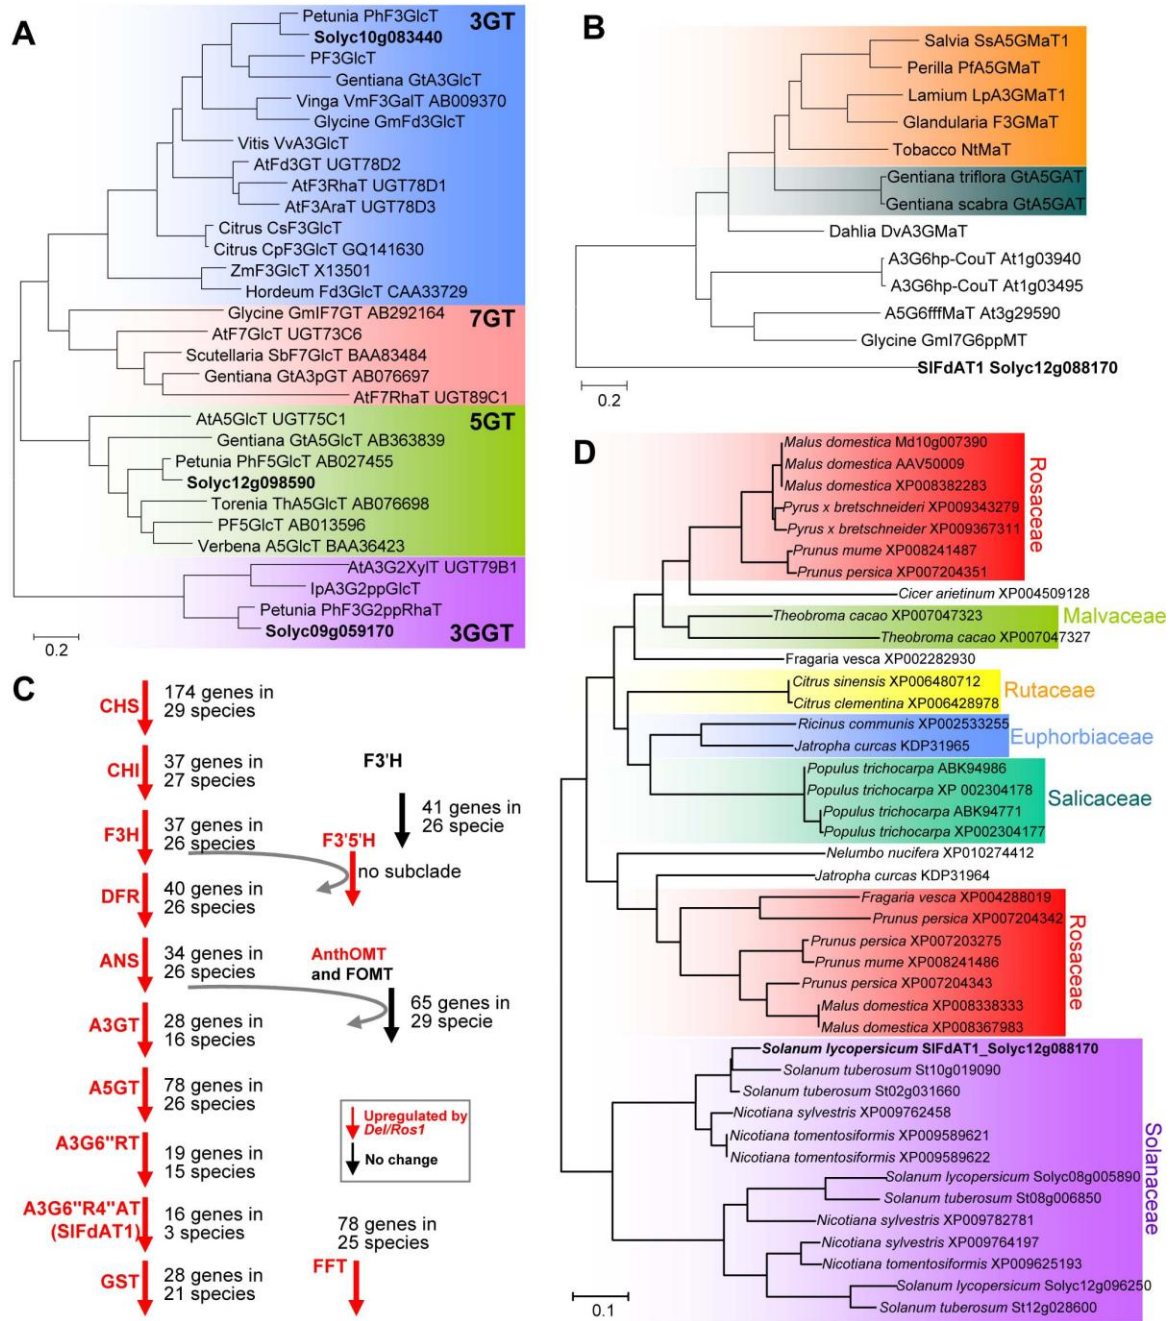 A
Petunia PhF3GlcT
3GT
Solyc10g083440
PF3GlcT
Gentiana GtA3GlcT
Vinga VmF3GalT AB009370
Glycine GmFd3GlcT
Vitis VvA3GlcT
AtFd3GT UGT78D2
AtF3RhaT UGT78D1
AtF3AraT UGT78D3
Citrus CsF3GlcT
Citrus CpF3GlcT GQ141630
ZmF3GlcT X13501
Hordeum Fd3GlcT CAA33729
Glycine GmIF7GT AB292164
7GT
AtF7GlcT UGT73C6
Scutellaria SbF7GlcT BAA83484
Gentiana GtA3pGT AB076697
AtF7RhaT UGT89C1
AtA5GlcT UGT75C1
5GT
Gentiana GtA5GlcT AB363839
Petunia PhF5GlcT AB027455
Solyc12g098590
Torenia ThA5GlcT AB076698
PF5GlcT AB013596
Verbena A5GlcT BAA36423
AtA3G2XylT UGT79B1
IpA3G2ppGlcT
Petunia PhF3G2ppRhaT
Solyc09g059170
3GGT
0.2
B
Salvia SsA5GMaT1
Perilla PfA5GMaT
Lamium LpA3GMaT1
Glandularia F3GMaT
Tobacco NtMaT
Gentiana triflora GtA5GAT
Gentiana scabra GtA5GAT
Dahlia DvA3GMaT
A3G6hp-CouT At1g03940
A3G6hp-CouT At1g03495
A5G6fffMaT At3g29590
Glycine GmI7G6ppMT
SlFdAT1 Solyc12g088170
0.2
C
CHS
174 genes in
29 species
CHI
37 genes in
27 species
F3'H
41 genes in
26 specie
F3H
37 genes in
26 species
F3'5'H
no subclade
DFR
40 genes in
26 species
ANS
34 genes in
26 species
AnthOMT
and FOMT
65 genes in
29 specie
A3GT
28 genes in
16 species
A5GT
78 genes in
26 species
Upregulated by
Del/Ros1
No change
A3G6"RT
19 genes in
15 species
A3G6"R4"AT
(SlFdAT1)
16 genes in
3 species
78 genes in
25 species
FFT
GST
28 genes in
21 species
D
Malus domestica Md10g007390
Malus domestica AAV50009
Malus domestica XP008382283
Pyrus x bretschneideri XP009343279
Pyrus x bretschneider XP009367311
Prunus mume XP008241487
Prunus persica XP007204351
Rosaceae
Cicer arietinum XP004509128
Theobroma cacao XP007047323
Theobroma cacao XP007047327
Malvaceae
Fragaria vesca XP002282930
Citrus sinensis XP006480712
Citrus clementina XP006428978
Rutaceae
Ricinus communis XP002533255
Jatropha curcas KDP31965
Euphorbiaceae
Populus trichocarpa ABK94986
Populus trichocarpa XP 002304178
Populus trichocarpa ABK94771
Populus trichocarpa XP002304177
Salicaceae
Nelumbo nucifera XP010274412
Jatropha curcas KDP31964
Fragaria vesca XP004288019
Prunus persica XP007204342
Prunus persica XP007203275
Prunus mume XP008241486
Prunus persica XP007204343
Malus domestica XP008338333
Malus domestica XP008367983
Rosaceae
Solanum lycopersicum SlFdAT1_Solyc12g088170
Solanum tuberosum St10g019090
Solanum tuberosum St02g031660
Nicotiana sylvestris XP009762458
Nicotiana tomentosiformis XP009589621
Nicotiana tomentosiformis XP009589622
Solanum lycopersicum Solyc08g005890
Solanum tuberosum St08g006850
Nicotiana sylvestris XP009782781
Nicotiana sylvestris XP009764197
Nicotiana tomentosiformis XP009625193
Solanum lycopersicum Solyc12g096250
Solanum tuberosum St12g028600
Solanaceae
0.1